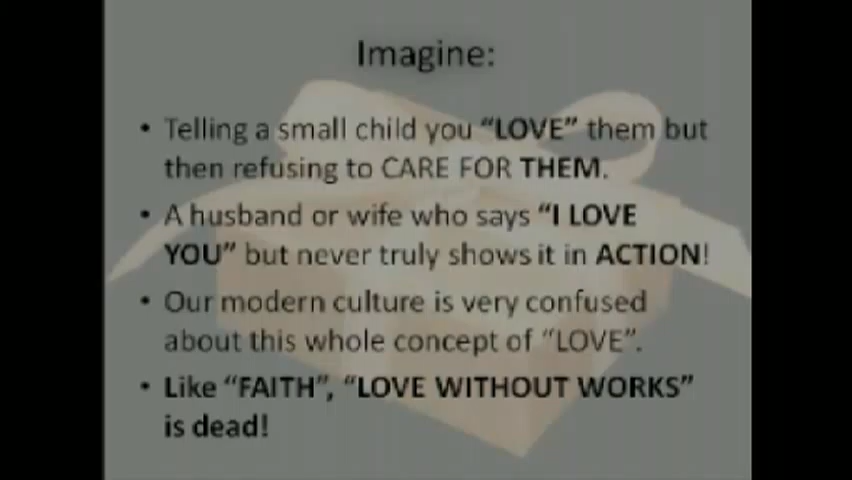 Imagine:
• Telling a small child you “LOVE” them but
then refusing to CARE FOR THEM.
• A husband or wife who says “I LOVE
YOU” but never truly shows it in ACTION!
• Our modern culture is very confused
about this whole concept of “LOVE”.
• Like “FAITH”, “LOVE WITHOUT WORKS”
is dead!